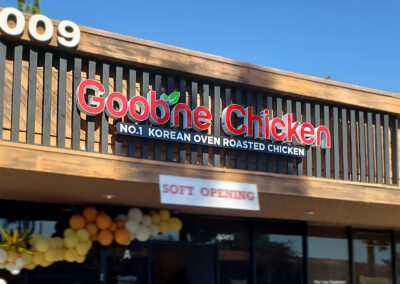 009
Goobne Chicken
NO.1 KOREAN OVEN ROASTED CHICKEN
SOFT OPENING
A